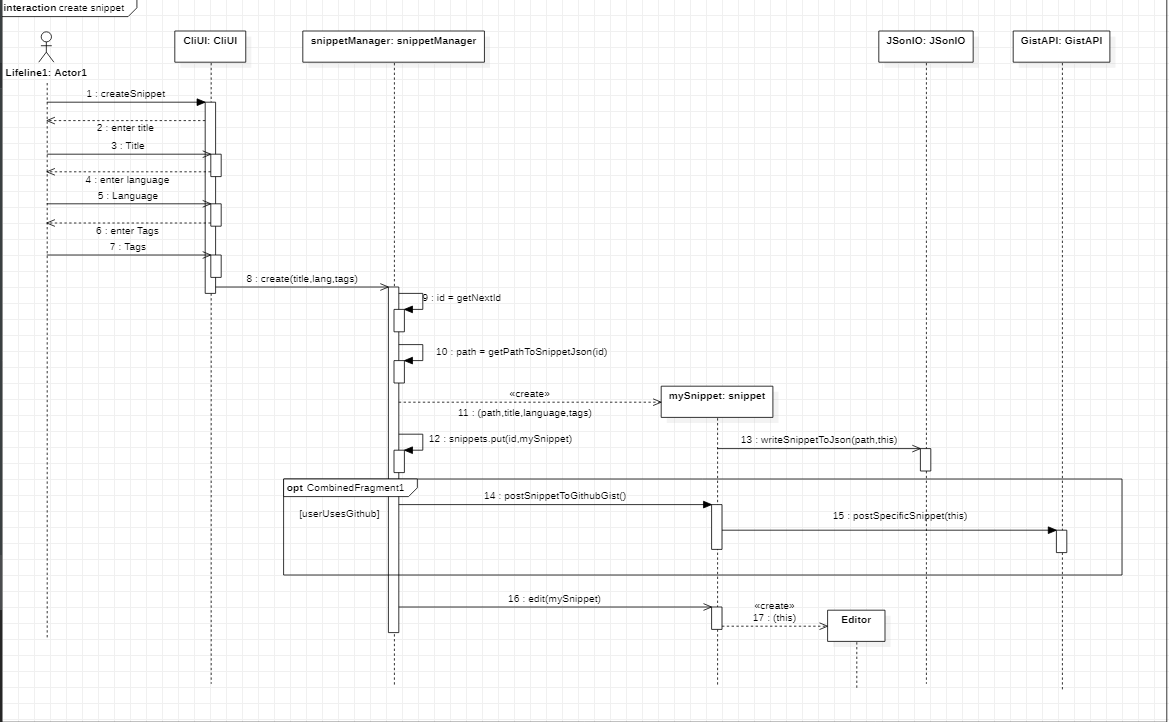 interaction create snippet
CliUI: CliUI
snippetManager: snippetManager
JSonIO: JSonIO
GistAPI: GistAPI
Lifeline1: Actor1
1 : createSnippet
2 : enter title
3 : Title
4 : enter language
5 : Language
6 : enter Tags
7 : Tags
8 : create(title,lang,tags)
9 : id = getNextId
10 : path = getPathToSnippetJson(id)
«create»
mySnippet: snippet
11 : (path,title,language,tags)
12 : snippets.put(id,mySnippet)
13 : writeSnippetToJson(path,this)
opt CombinedFragment1
14 : postSnippetToGithubGist()
[userUsesGithub]
15 : postSpecificSnippet(this)
16 : edit(mySnippet)
«create»
17 : (this)
Editor